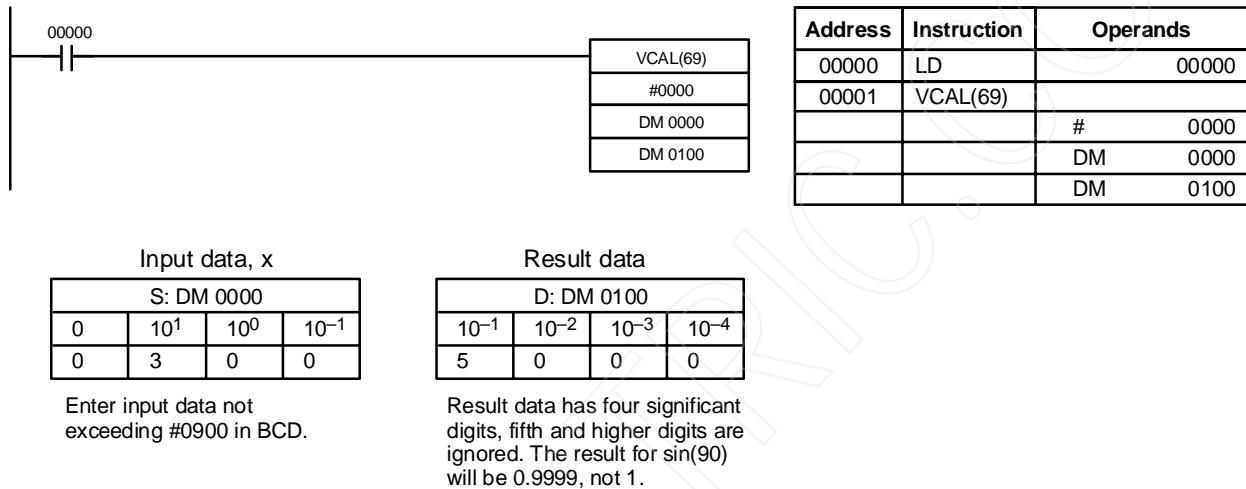 00000
VCAL(69)
#0000
DM 0000
DM 0100
Address Instruction Operands
00000 LD 00000
00001 VCAL(69)
# 0000
DM 0000
DM 0100
Input data, x
S: DM 0000
0 10¹ 10⁰ 10⁻¹
0 3 0 0
Enter input data not
exceeding #0900 in BCD.
Result data
D: DM 0100
10⁻¹ 10⁻² 10⁻³ 10⁻⁴
5 0 0 0
Result data has four significant
digits, fifth and higher digits are
ignored. The result for sin(90)
will be 0.9999, not 1.